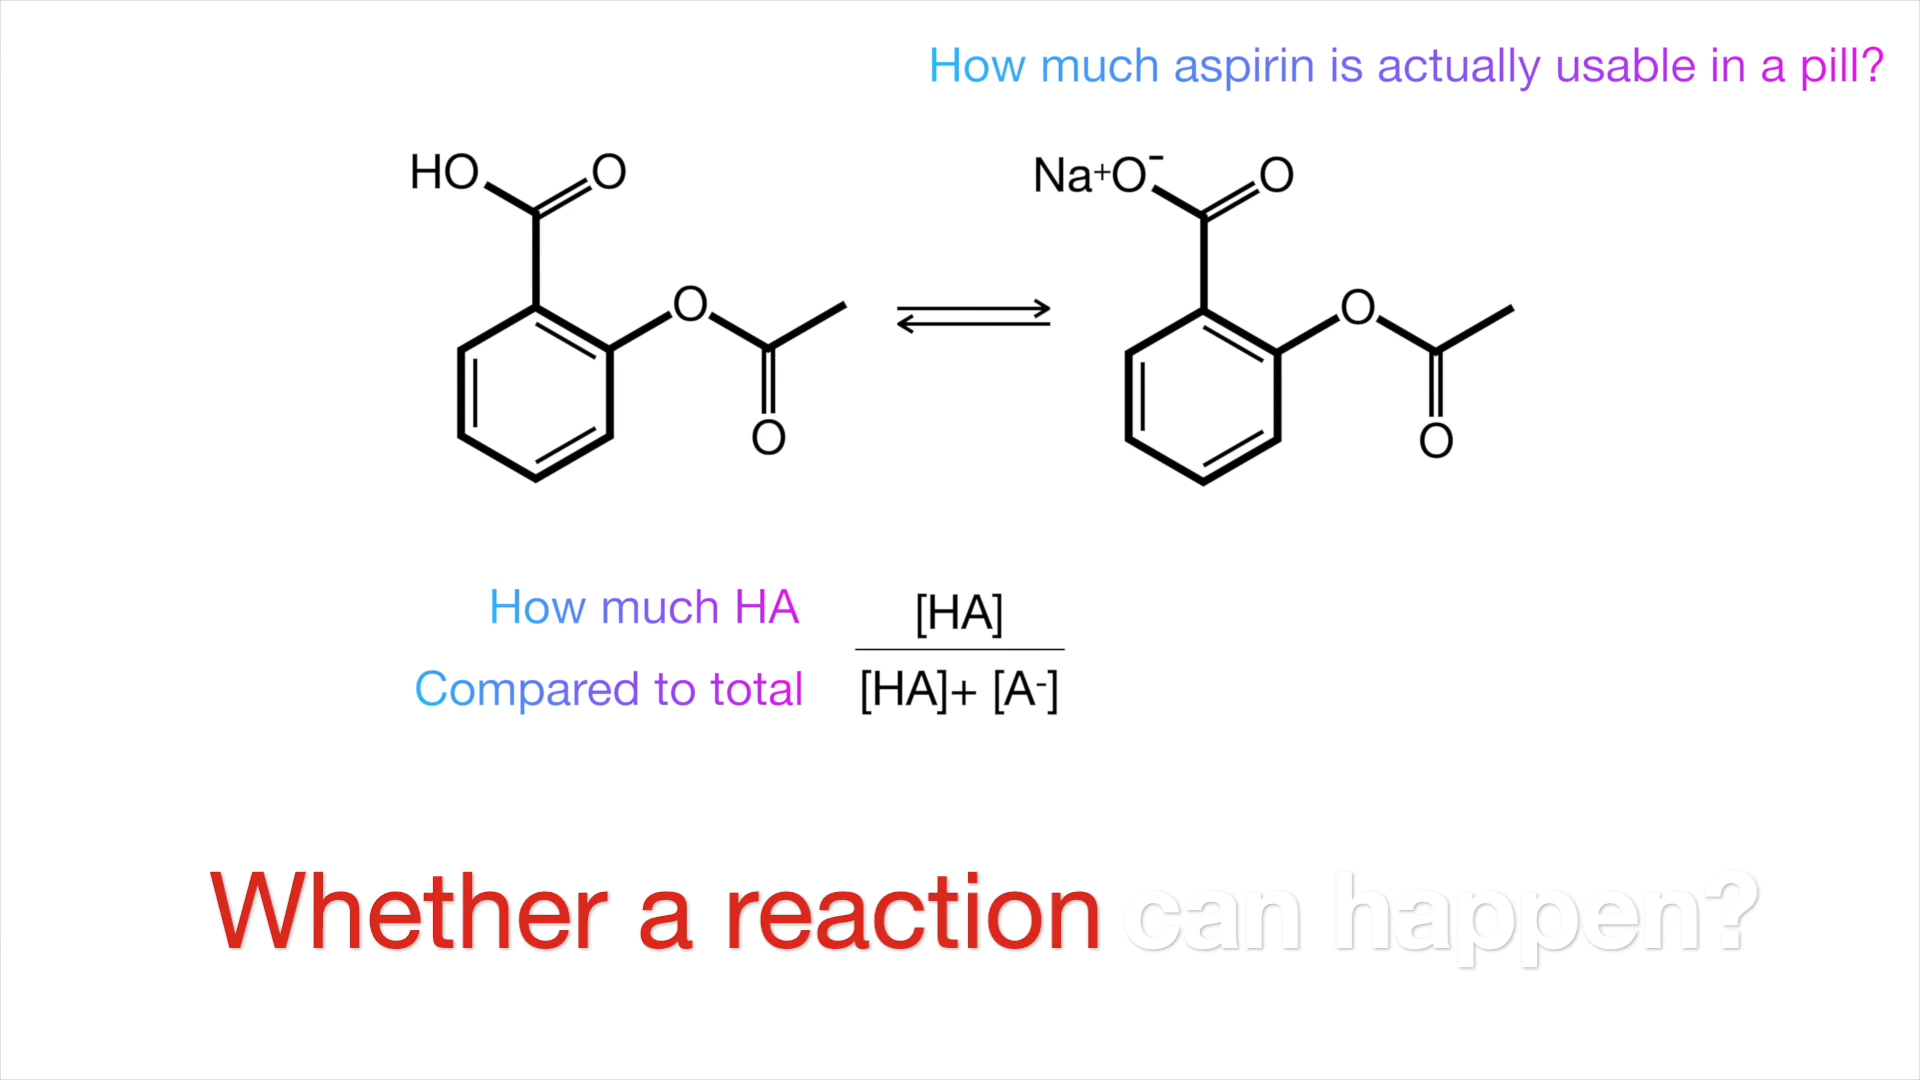 How much aspirin is actually usable in a pill?
HO O Na⁺O⁻ O
O O
O O
How much HA [HA]
Compared to total [HA]+ [A⁻]
Whether a reaction can happen?